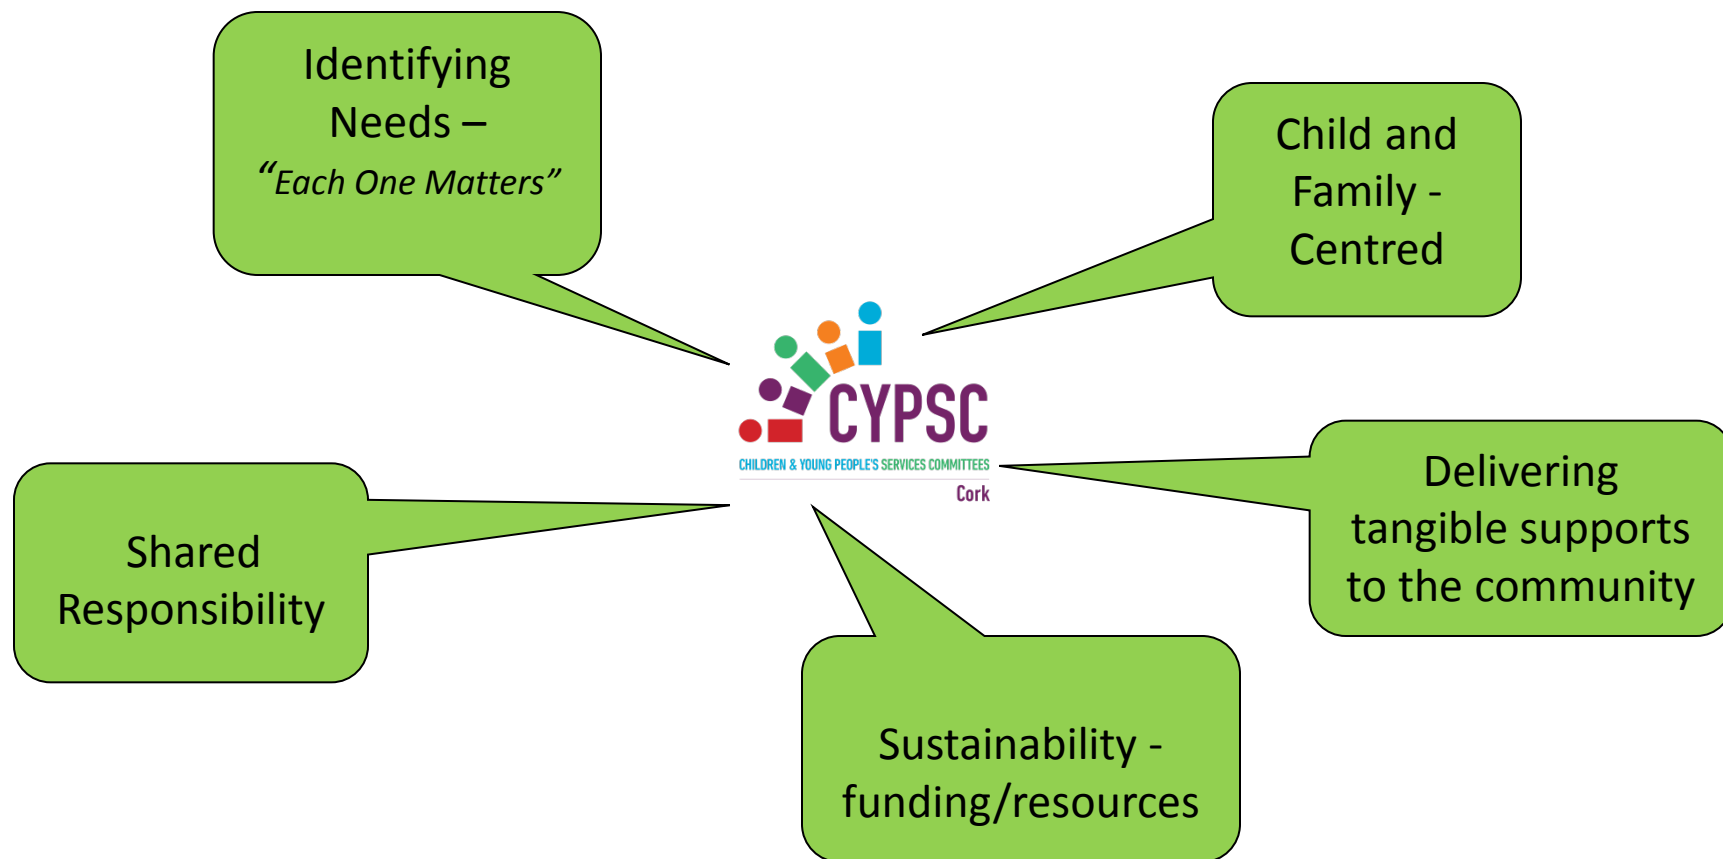 Identifying
Needs –
“Each One Matters”
Child and
Family -
Centred
CYPSC
CHILDREN & YOUNG PEOPLE'S SERVICES COMMITTEES
Cork
Delivering
tangible supports
to the community
Shared
Responsibility
Sustainability -
funding/resources